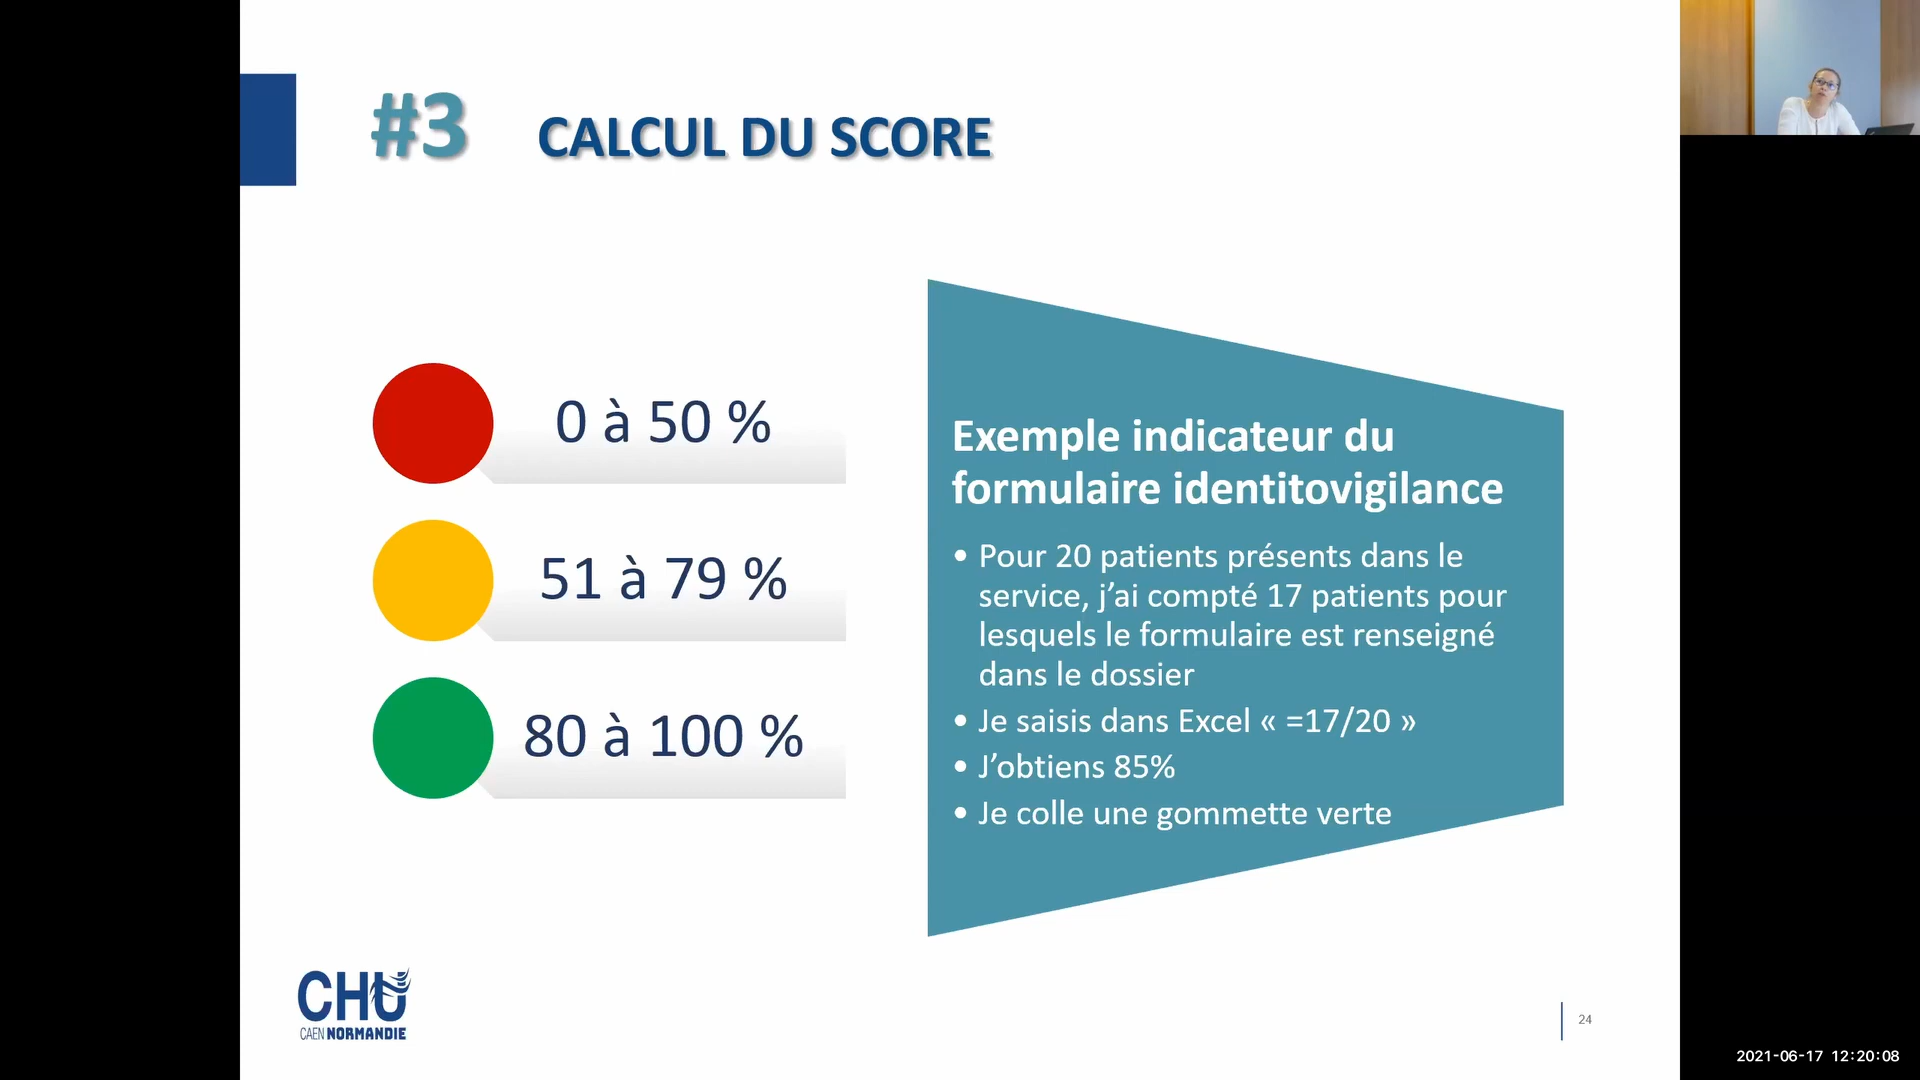 #3 CALCUL DU SCORE
0 à 50 %
51 à 79 %
80 à 100 %
Exemple indicateur du
formulaire identitovigilance
• Pour 20 patients présents dans le
service, j’ai compté 17 patients pour
lesquels le formulaire est renseigné
dans le dossier
• Je saisis dans Excel « =17/20 »
• J’obtiens 85%
• Je colle une gommette verte
CHU
CAEN NORMANDIE
24
2021-06-17 12:20:08